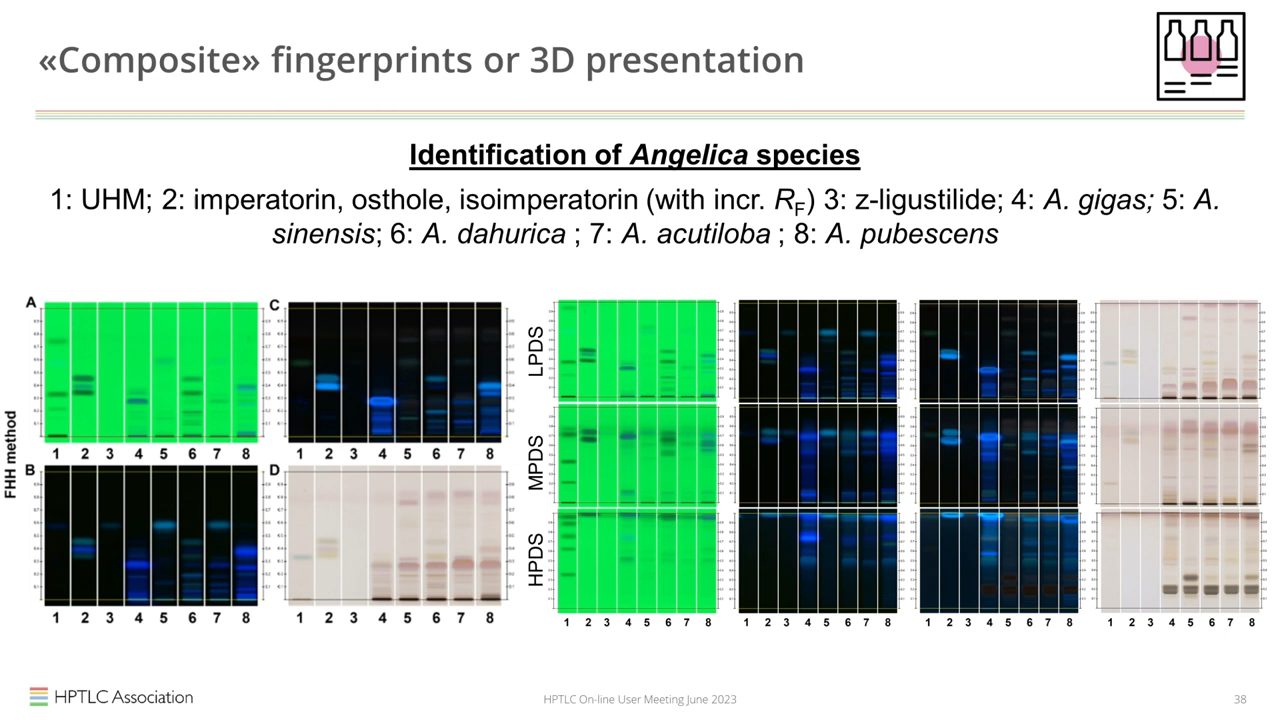 «Composite» fingerprints or 3D presentation
Identification of Angelica species
1: UHM; 2: imperatorin, osthole, isoimperatorin (with incr. RF) 3: z-ligustilide; 4: A. gigas; 5: A.
sinensis; 6: A. dahurica ; 7: A. acutiloba ; 8: A. pubescens
FHH method
A
C
1 2 3 4 5 6 7 8
1 2 3 4 5 6 7 8
B
D
1 2 3 4 5 6 7 8
1 2 3 4 5 6 7 8
LPDS
MPDS
HPDS
1 2 3 4 5 6 7 8
1 2 3 4 5 6 7 8
1 2 3 4 5 6 7 8
1 2 3 4 5 6 7 8
HPTLC Association
HPTLC On-line User Meeting June 2023
38